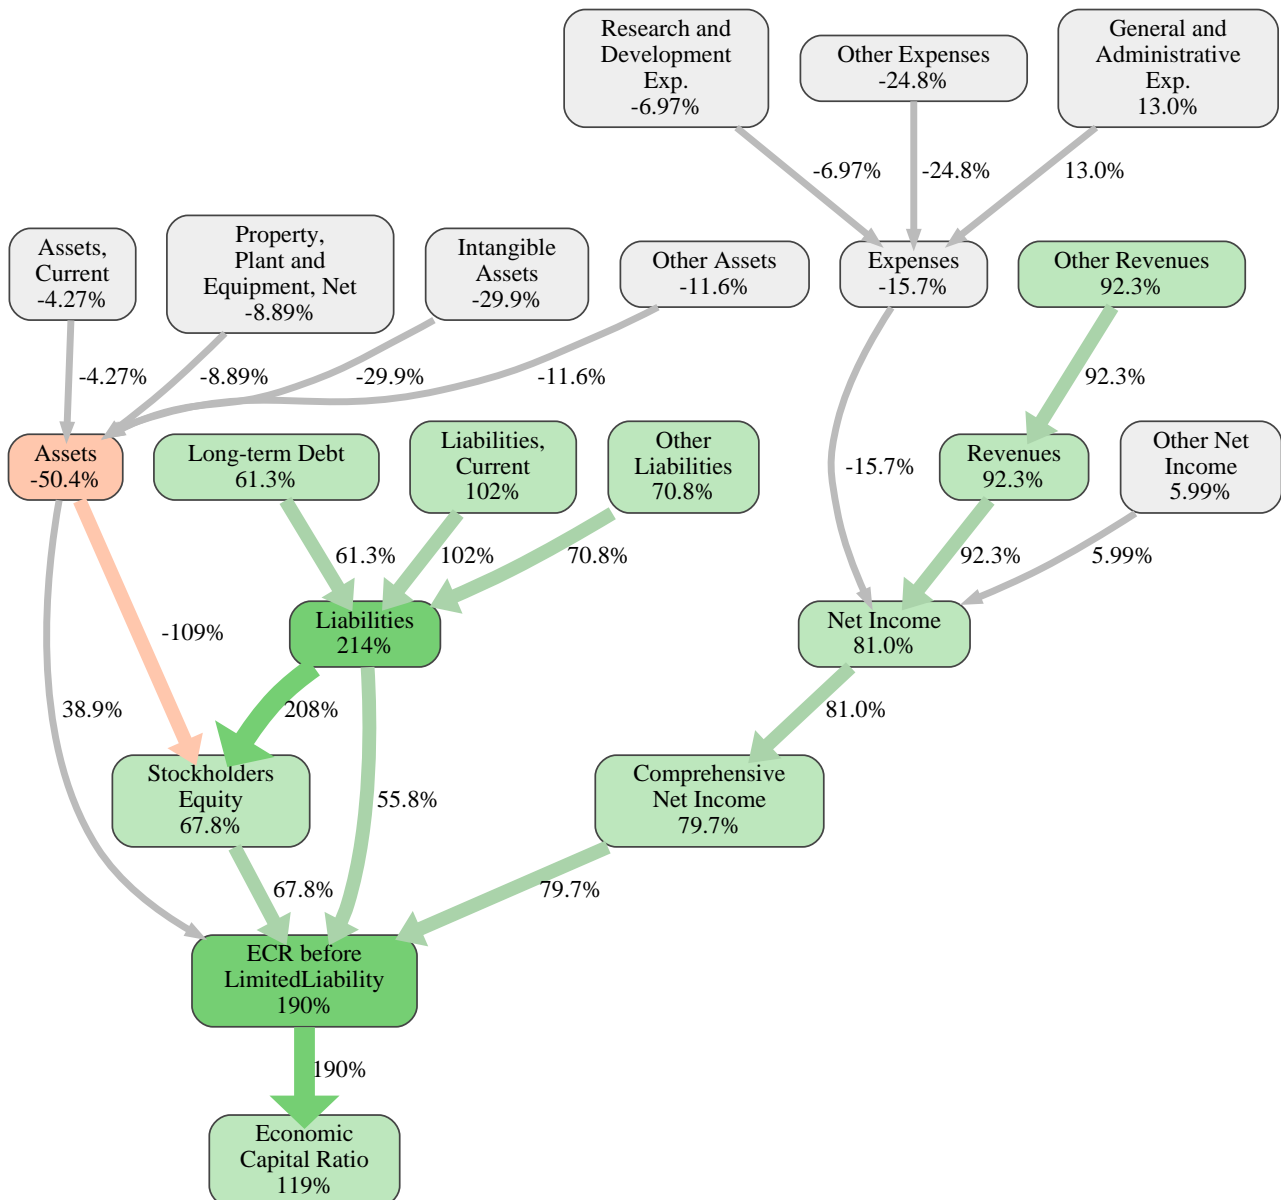 Research and
Development
Exp.
-6.97%
Other Expenses
-24.8%
General and
Administrative
Exp.
13.0%
-6.97%
-24.8%
13.0%
Assets,
Current
-4.27%
Property,
Plant and
Equipment, Net
-8.89%
Intangible
Assets
-29.9%
Other Assets
-11.6%
Expenses
-15.7%
Other Revenues
92.3%
-4.27%
-8.89%
-29.9%
-11.6%
92.3%
Assets
-50.4%
Long-term Debt
61.3%
Liabilities,
Current
102%
Other
Liabilities
70.8%
-15.7%
Revenues
92.3%
Other Net
Income
5.99%
61.3%
102%
70.8%
92.3%
5.99%
-109%
Liabilities
214%
Net Income
81.0%
38.9%
208%
81.0%
Stockholders
Equity
67.8%
55.8%
Comprehensive
Net Income
79.7%
67.8%
79.7%
ECR before
LimitedLiability
190%
190%
Economic
Capital Ratio
119%